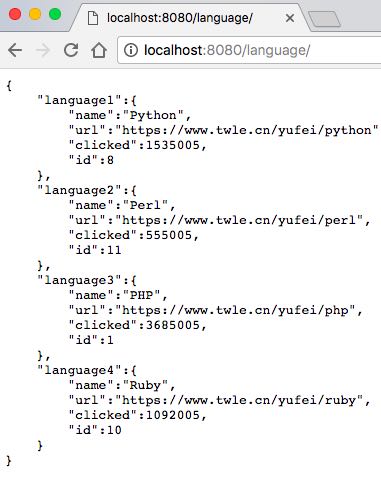 localhost:8080/language/
localhost:8080/language/
{
    "language1":{
        "name":"Python",
        "url":"https://www.twle.cn/yufei/python"
        "clicked":1535005,
        "id":8
    },
    "language2":{
        "name":"Perl",
        "url":"https://www.twle.cn/yufei/perl",
        "clicked":555005,
        "id":11
    },
    "language3":{
        "name":"PHP",
        "url":"https://www.twle.cn/yufei/php",
        "clicked":3685005,
        "id":1
    },
    "language4":{
        "name":"Ruby",
        "url":"https://www.twle.cn/yufei/ruby",
        "clicked":1092005,
        "id":10
    }
}